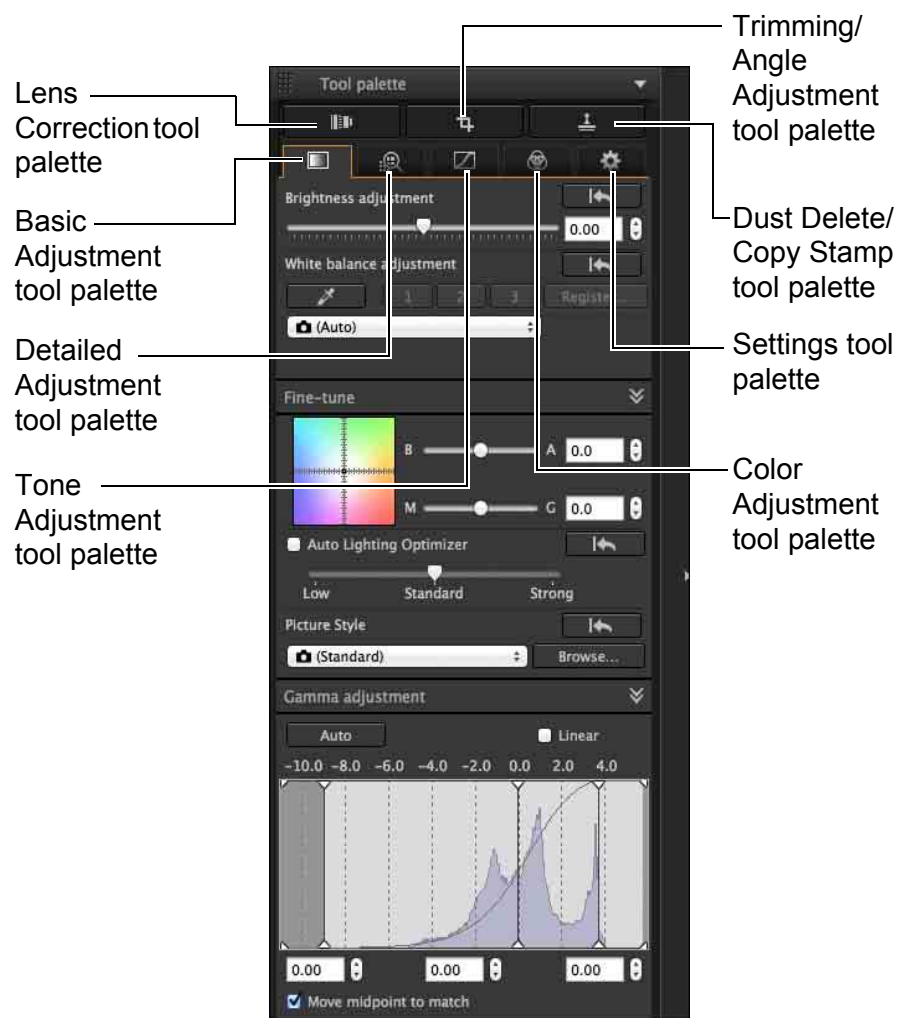 Trimming/
Angle
Adjustment
tool palette
Lens
Correction tool
palette
Basic
Adjustment
tool palette
Detailed
Adjustment
tool palette
Tone
Adjustment
tool palette
Dust Delete/
Copy Stamp
tool palette
Settings tool
palette
Color
Adjustment
tool palette
Tool palette
Brightness adjustment
0.00
White balance adjustment
1 2 3 Register...
(Auto)
Fine-tune
B A 0.0
M G 0.0
Auto Lighting Optimizer
Low Standard Strong
Picture Style
(Standard) Browse...
Gamma adjustment
Auto Linear
-10.0 -8.0 -6.0 -4.0 -2.0 0.0 2.0 4.0
0.00 0.00 0.00
Move midpoint to match